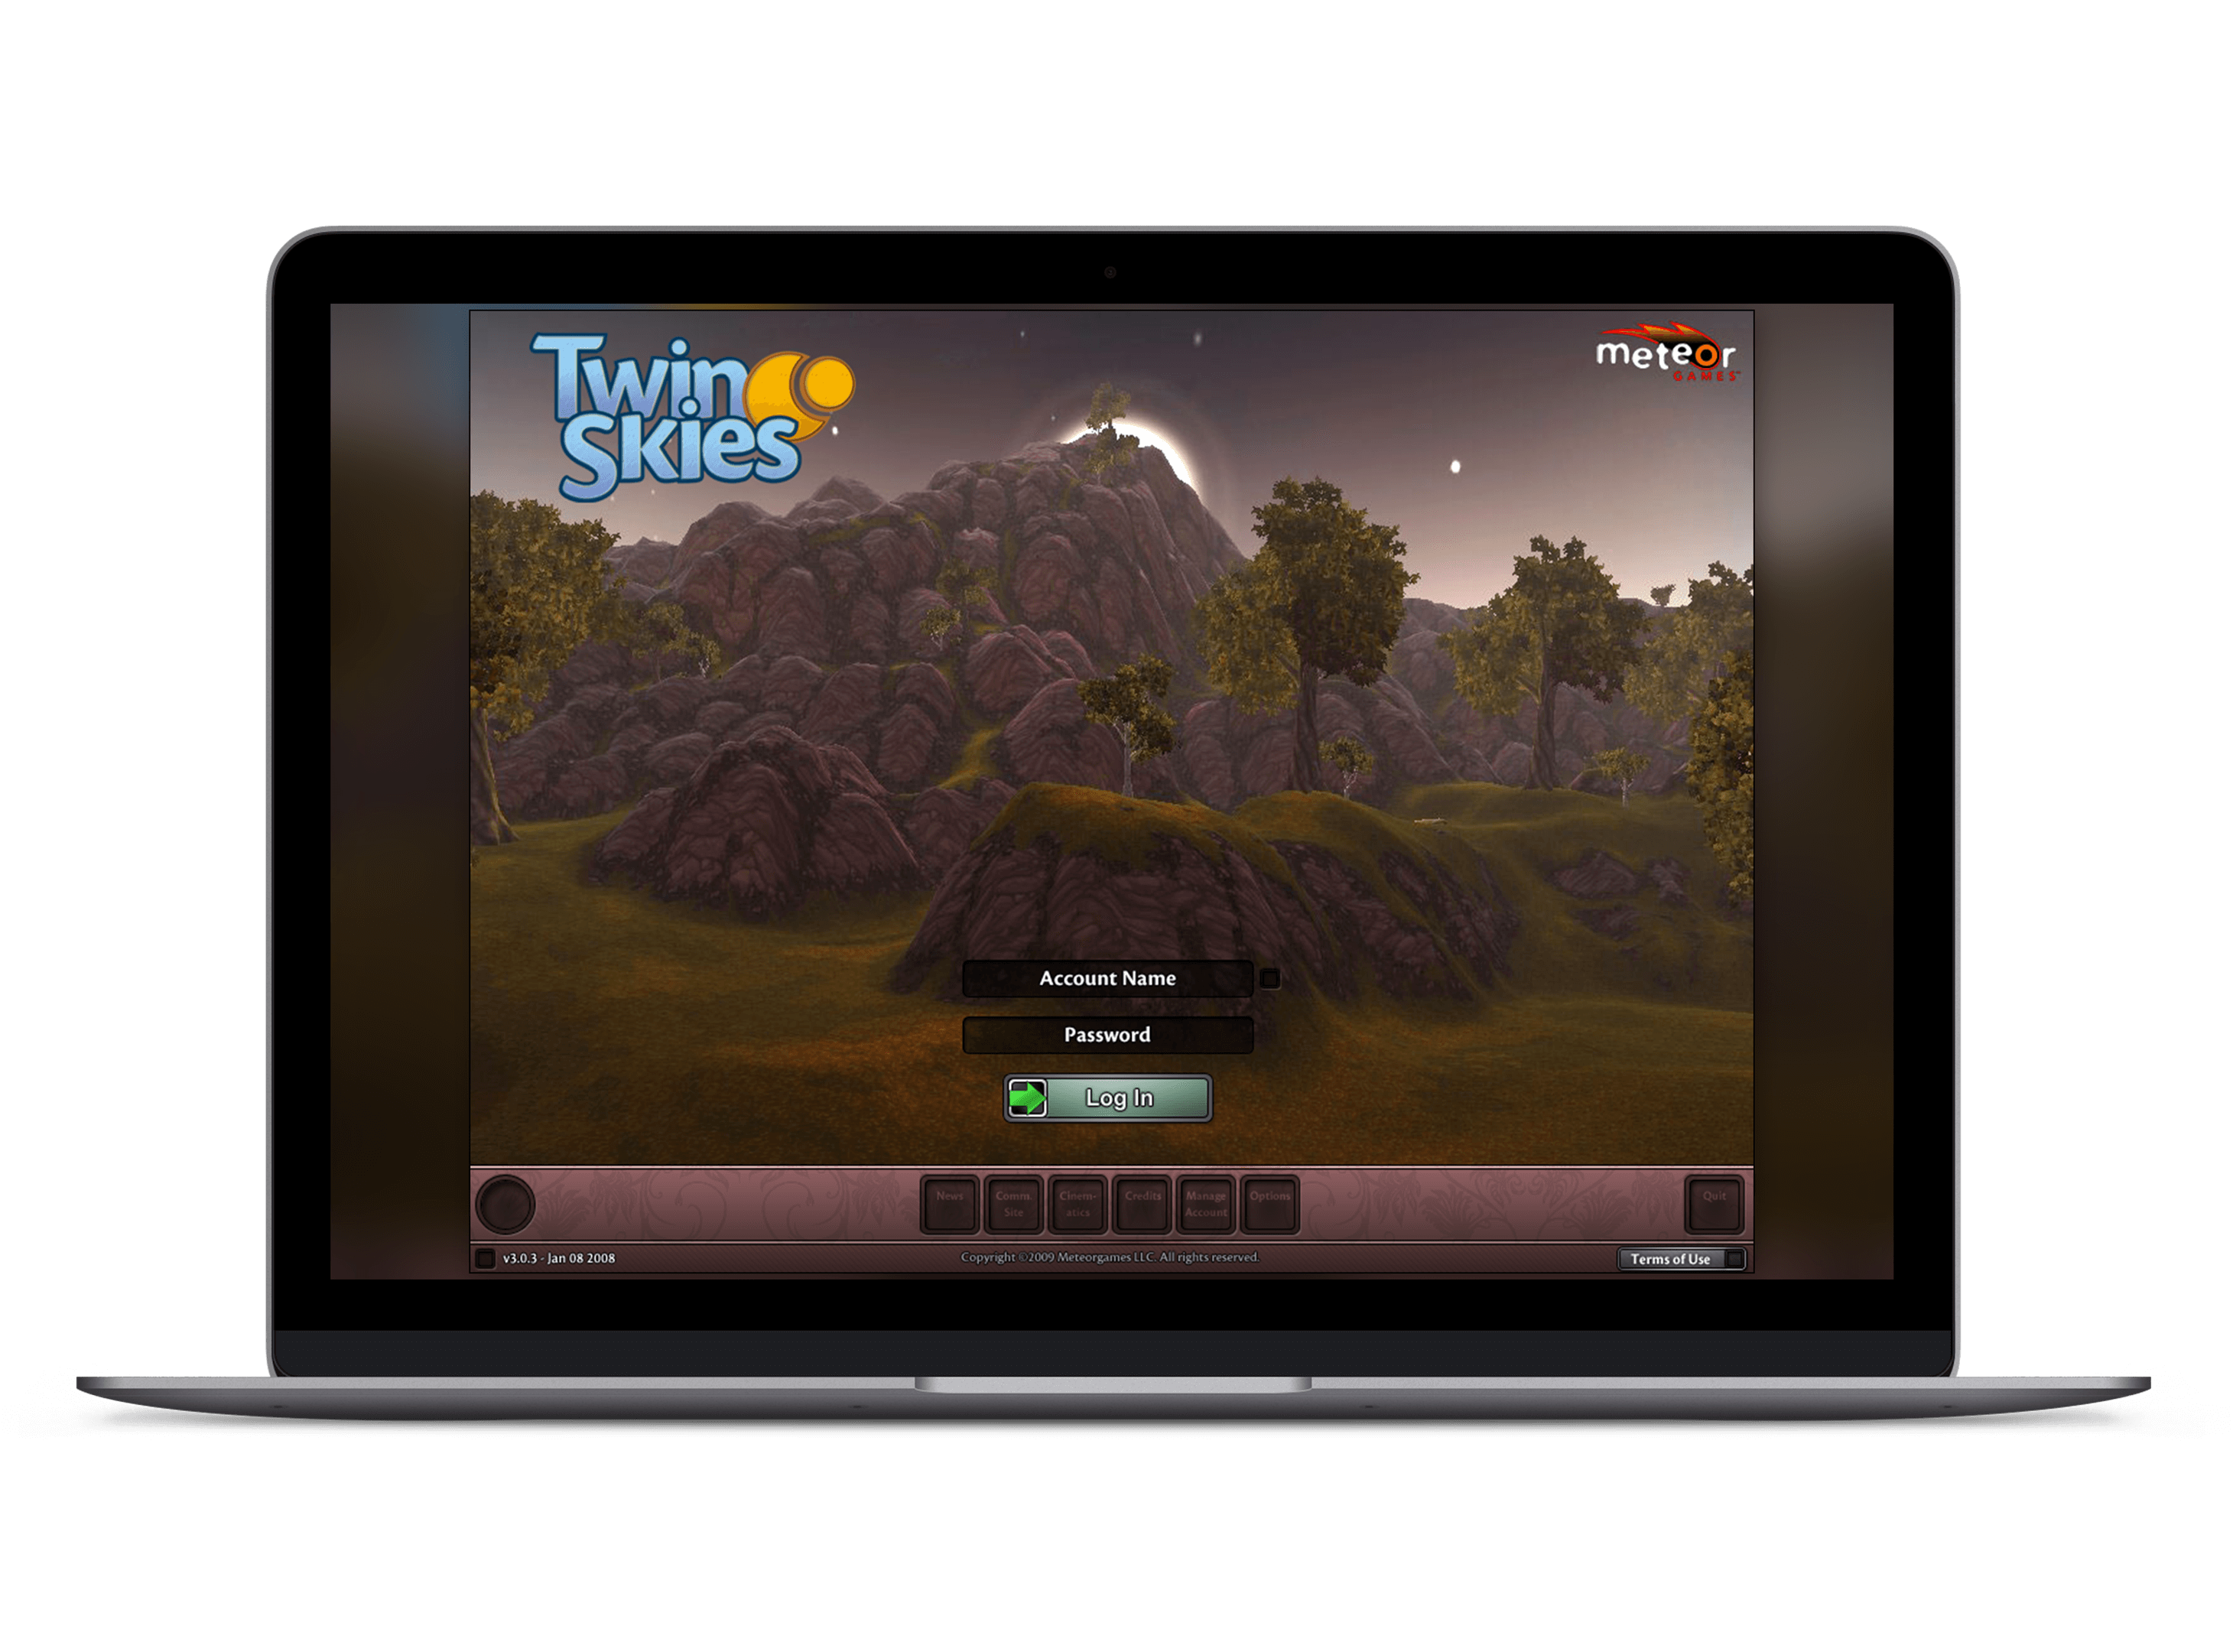 Twin
Skies
meteor
GAMES™
Account Name
Password
Log In
News
Comm.
Site
Cinem-
atics
Credits
Manage
Account
Options
Quit
v3.0.3 - Jan 08 2008
Copyright ©2009 Meteorgames LLC. All rights reserved.
Terms of Use